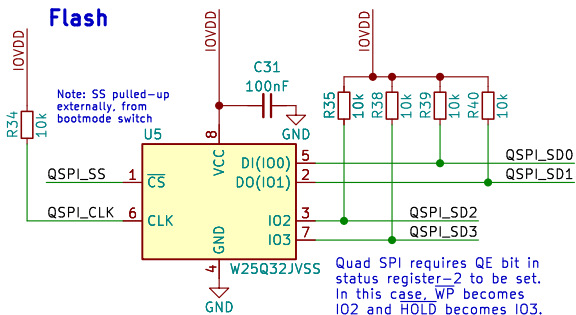 Flash
IOVDD
IOVDD
IOVDD
Note: SS pulled-up
externally, from
bootmode switch
C31
100nF
GND
R34
10k
R35
10k
R38
10k
R39
10k
R40
10k
U5
8
VCC
QSPI_SS
1
CS
QSPI_CLK
6
CLK
DI(IO0)
5
QSPI_SD0
DO(IO1)
2
QSPI_SD1
IO2
3
QSPI_SD2
IO3
7
QSPI_SD3
GND
4
W25Q32JVSS
GND
Quad SPI requires QE bit in
status register-2 to be set.
In this case, WP becomes
IO2 and HOLD becomes IO3.